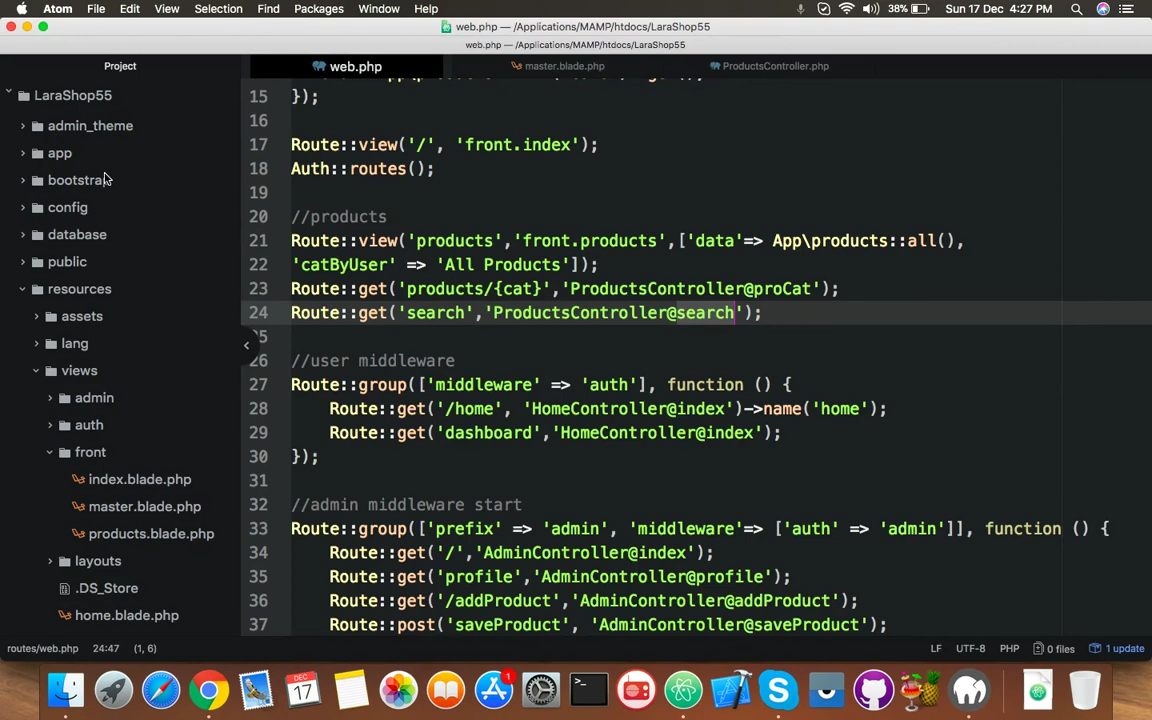 Atom File Edit View Selection Find Packages Window Help 38% Sun 17 Dec 4:27 PM
web.php — /Applications/MAMP/htdocs/LaraShop55
web.php — /Applications/MAMP/htdocs/LaraShop55
Project
web.php master.blade.php ProductsController.php
LaraShop55
admin_theme
app
config
database
public
resources
assets
lang
views
admin
auth
front
index.blade.php
master.blade.php
products.blade.php
layouts
.DS_Store
home.blade.php
15 });
16
17 Route::view('/', 'front.index');
18 Auth::routes();
19
20 //products
21 Route::view('products','front.products',['data'=> App\products::all(),
22 'catByUser' => 'All Products']);
23 Route::get('products/{cat}','ProductsController@proCat');
24 Route::get('search','ProductsController@search');
25
26 //user middleware
27 Route::group(['middleware' => 'auth'], function () {
28 Route::get('/home', 'HomeController@index')->name('home');
29 Route::get('dashboard','HomeController@index');
30 });
31
32 //admin middleware start
33 Route::group(['prefix' => 'admin', 'middleware'=> ['auth' => 'admin']], function () {
34 Route::get('/','AdminController@index');
35 Route::get('profile','AdminController@profile');
36 Route::get('/addProduct','AdminController@addProduct');
37 Route::post('saveProduct', 'AdminController@saveProduct');
routes/web.php 24:47 (1, 6) LF UTF-8 PHP 0 files 1 update
DEC
17
1